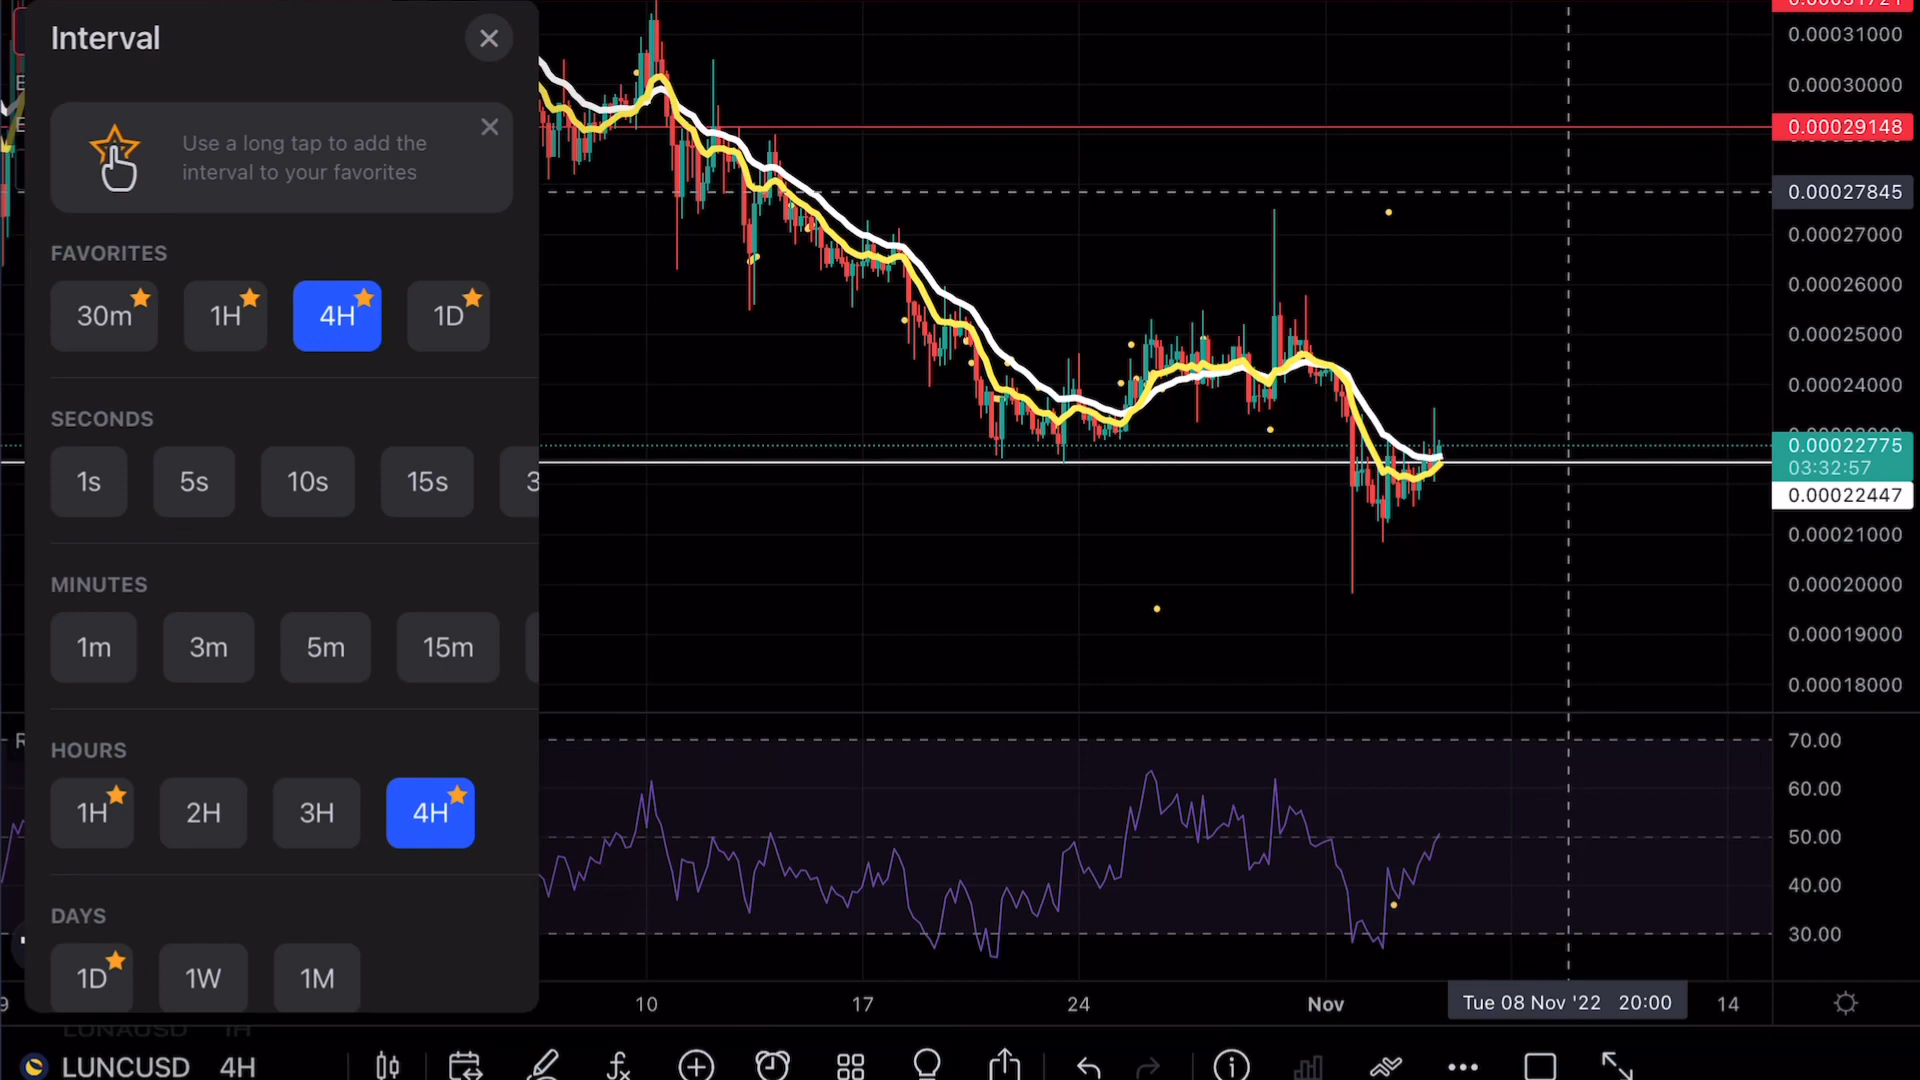 Interval
Use a long tap to add the
interval to your favorites
FAVORITES
30m
1H
4H
1D
SECONDS
1s
5s
10s
15s
3
MINUTES
1m
3m
5m
15m
HOURS
1H
2H
3H
4H
DAYS
1D
1W
1M
0.00031000
0.00030000
0.00029148
0.00027845
0.00027000
0.00026000
0.00025000
0.00024000
0.00022775
03:32:57
0.00022447
0.00021000
0.00020000
0.00019000
0.00018000
70.00
60.00
50.00
40.00
30.00
10
17
24
Nov
Tue 08 Nov '22 20:00
14
LUNAUSD 1H
LUNCUSD 4H